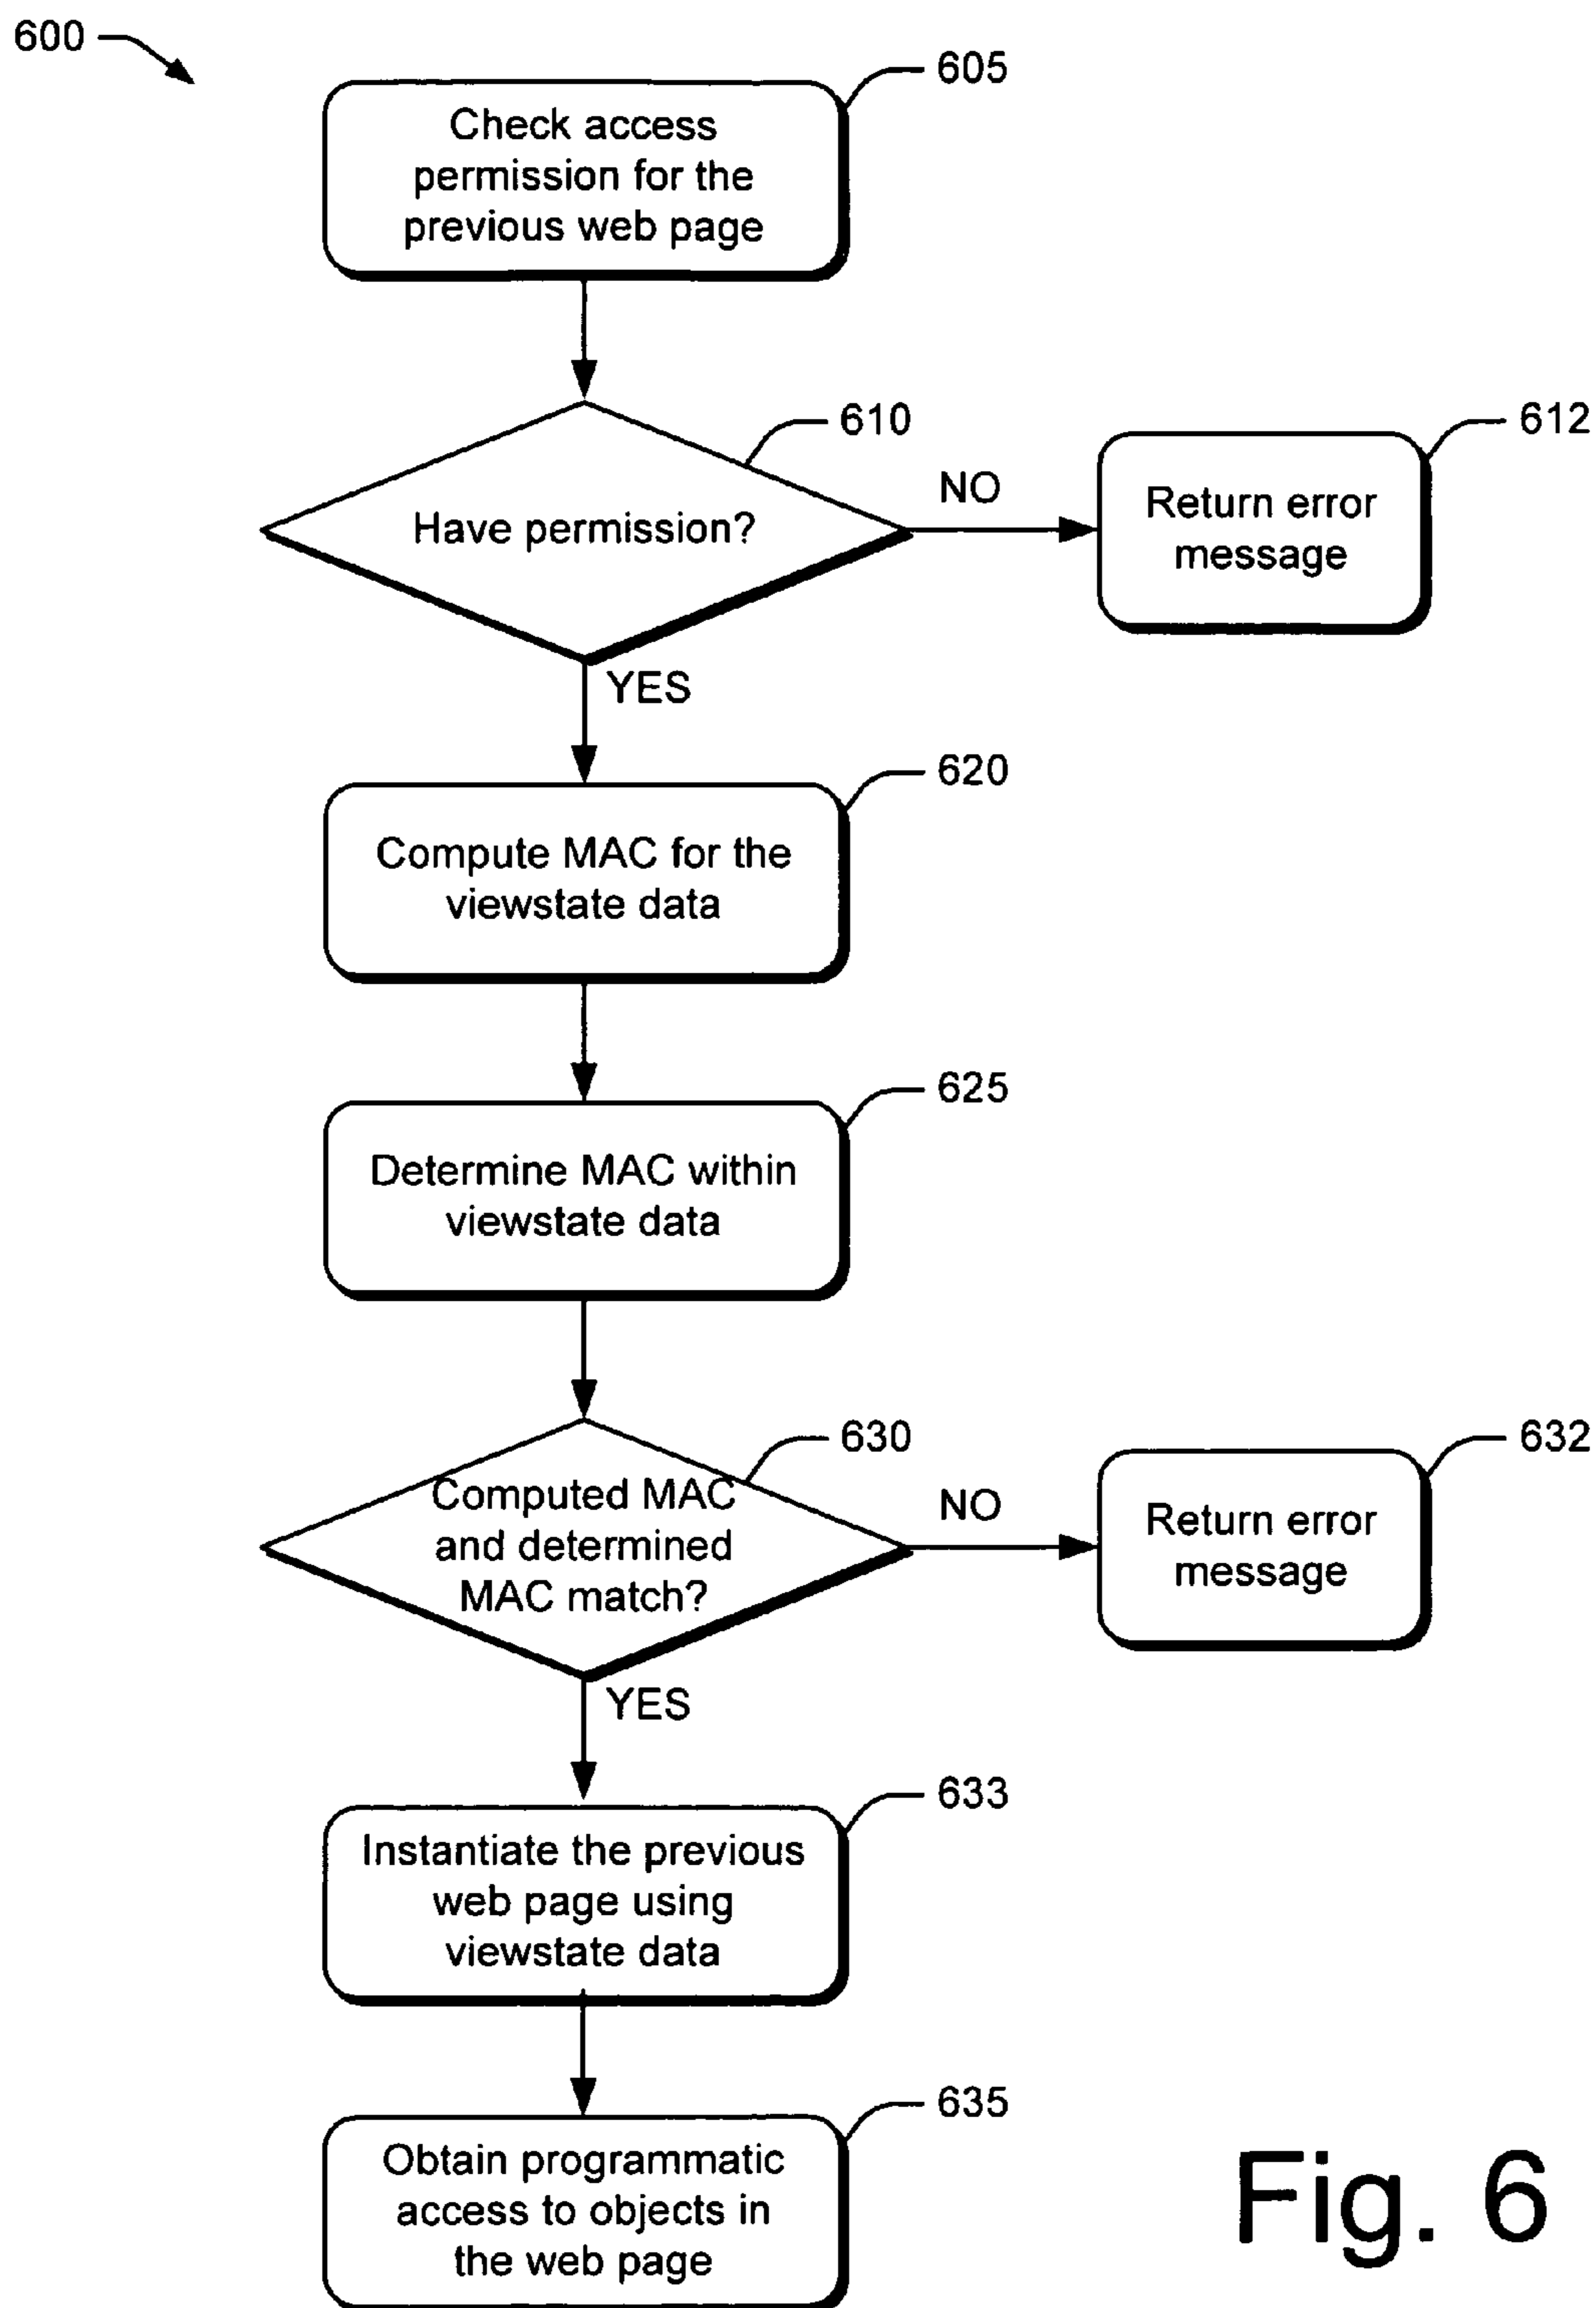 600
605
Check access
permission for the
previous web page
610
Have permission?
NO
612
Return error
message
YES
620
Compute MAC for the
viewstate data
625
Determine MAC within
viewstate data
630
Computed MAC
and determined
MAC match?
NO
632
Return error
message
YES
633
Instantiate the previous
web page using
viewstate data
635
Obtain programmatic
access to objects in
the web page
Fig. 6